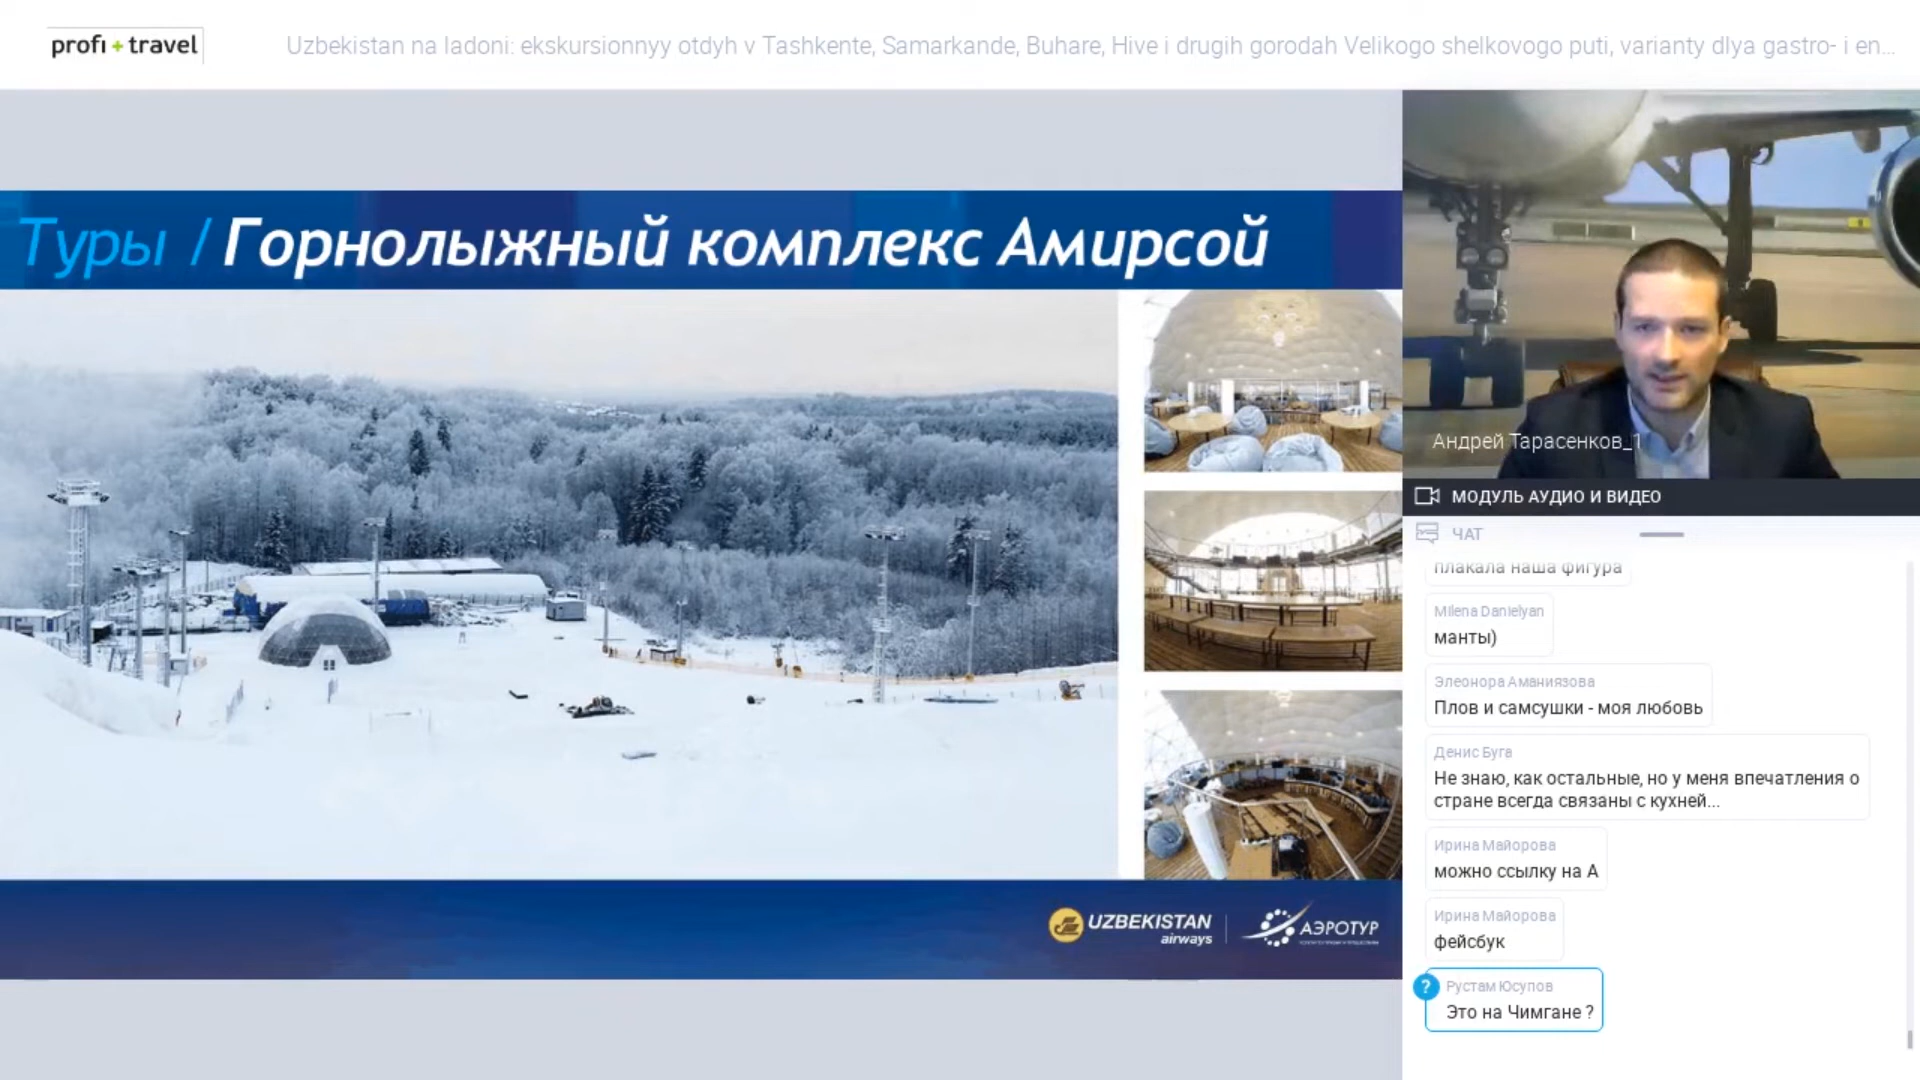 profi + travel
Uzbekistan na ladoni: ekskursionnyy otdyh v Tashkente, Samarkande, Buhare, Hive i drugih gorodah Velikogo shelkovogo puti, varianty dlya gastro- i en...
Туры / Горнолыжный комплекс Амирсой
UZBEKISTAN
airways
АЭРОТУР
Андрей Тарасенков_1
МОДУЛЬ АУДИО И ВИДЕО
ЧАТ
плакала наша фигура
Milena Danielyan
манты)
Элеонора Аманиязова
Плов и самсушки - моя любовь
Денис Буга
Не знаю, как остальные, но у меня впечатления о
стране всегда связаны с кухней...
Ирина Майорова
можно ссылку на А
Ирина Майорова
фейсбук
?
Рустам Юсупов
Это на Чимгане ?